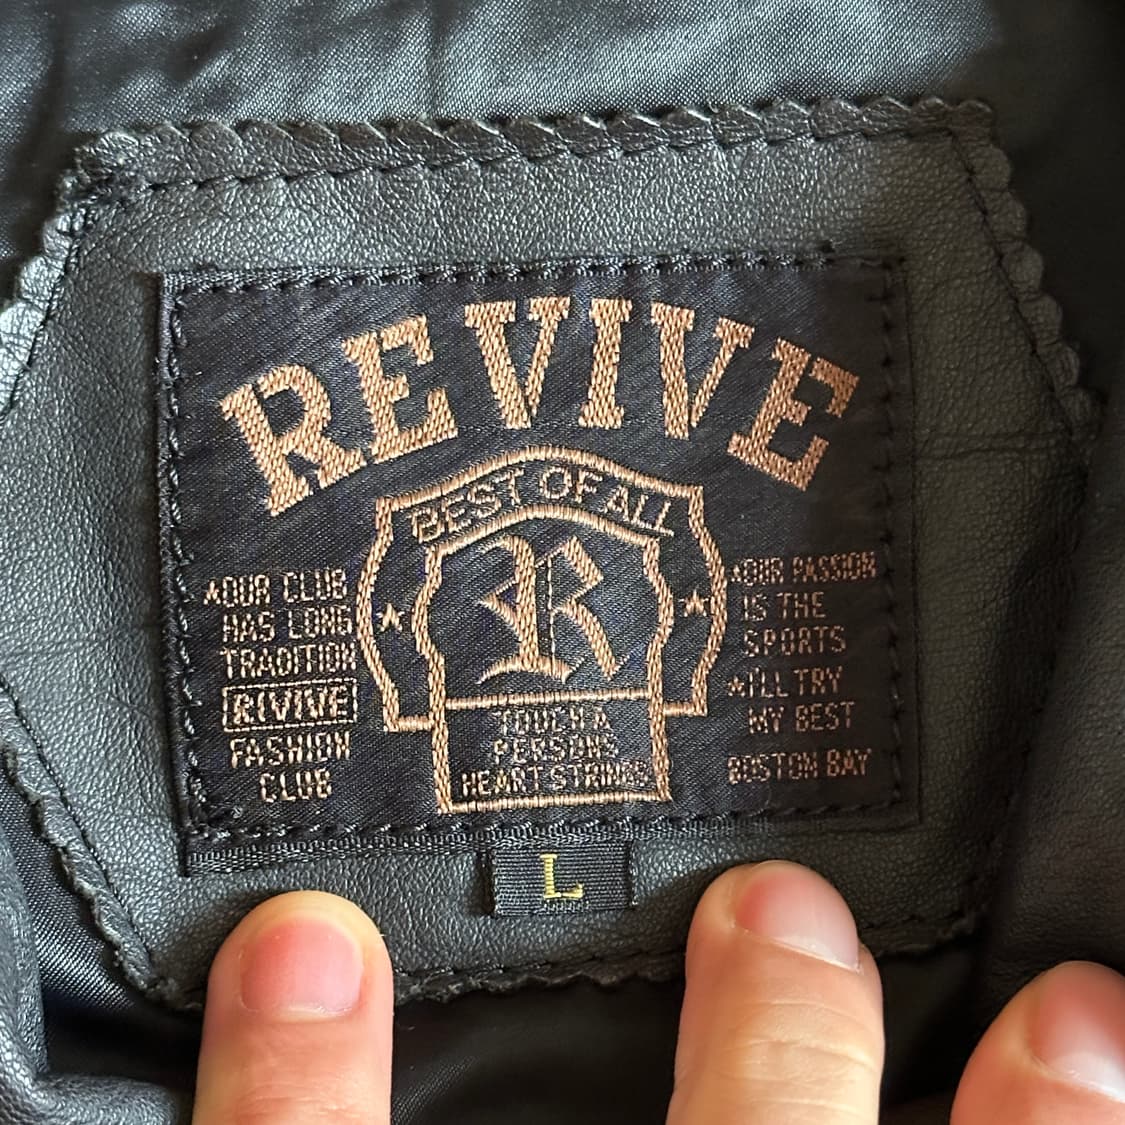 REVIVE
BEST OF ALL
R
★OUR CLUB
HAS LONG
TRADITION
REVIVE
FASHION
CLUB
TOUCH A
PERSONS
HEART STRINGS
★OUR PASSION
IS THE
SPORTS
★I'LL TRY
MY BEST
BOSTON BAY
L